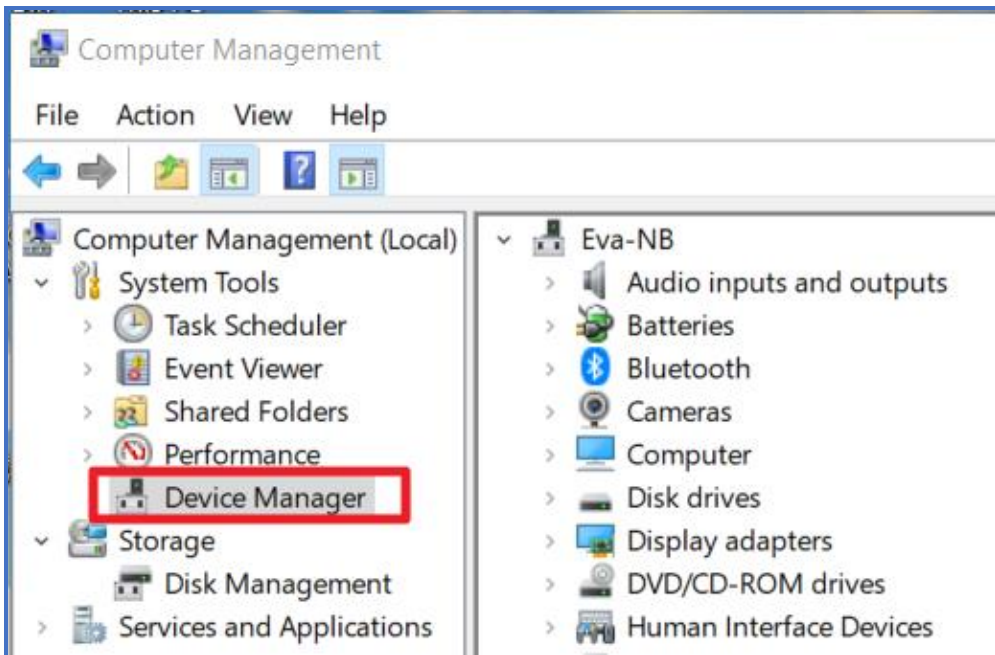 Computer Management
File Action View Help
Computer Management (Local)
System Tools
Task Scheduler
Event Viewer
Shared Folders
Performance
Device Manager
Storage
Disk Management
Services and Applications
Eva-NB
Audio inputs and outputs
Batteries
Bluetooth
Cameras
Computer
Disk drives
Display adapters
DVD/CD-ROM drives
Human Interface Devices